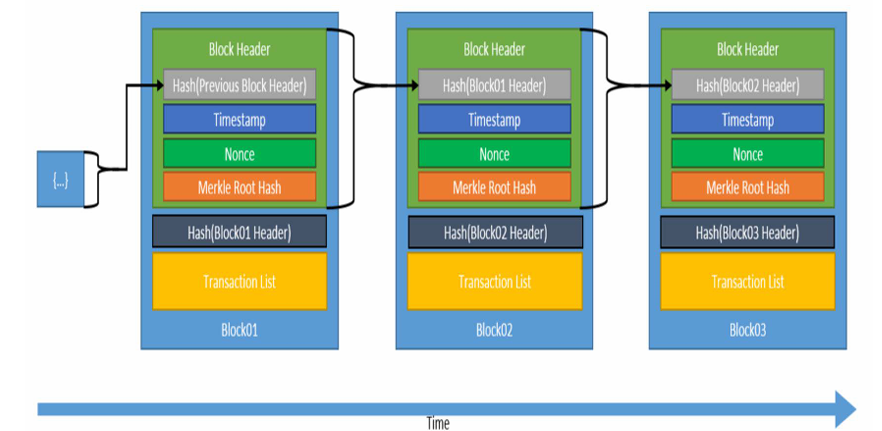 {...}
Block Header
Hash(Previous Block Header)
Timestamp
Nonce
Merkle Root Hash
Hash(Block01 Header)
Transaction List
Block01
Block Header
Hash(Block01 Header)
Timestamp
Nonce
Merkle Root Hash
Hash(Block02 Header)
Transaction List
Block02
Block Header
Hash(Block02 Header)
Timestamp
Nonce
Merkle Root Hash
Hash(Block03 Header)
Transaction List
Block03
Time